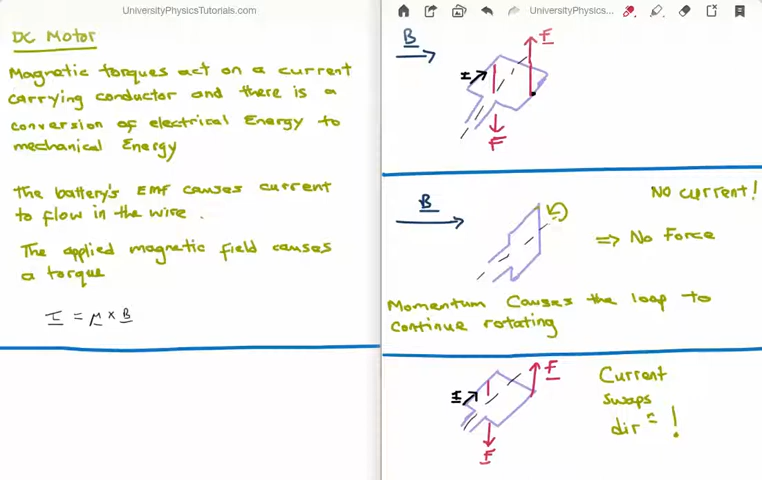 UniversityPhysicsTutorials.com
DC Motor
Magnetic torques act on a current
carrying conductor and there is a
conversion of electrical Energy to
mechanical Energy
The battery's EMF causes current
to flow in the wire.
The applied magnetic field causes
a torque
τ = μ × B
UniversityPhysics...
B
F
I
F
B
No current!
⇒ No Force
Momentum Causes the loop to
continue rotating
F
I
F
Current
swaps
dirⁿ !